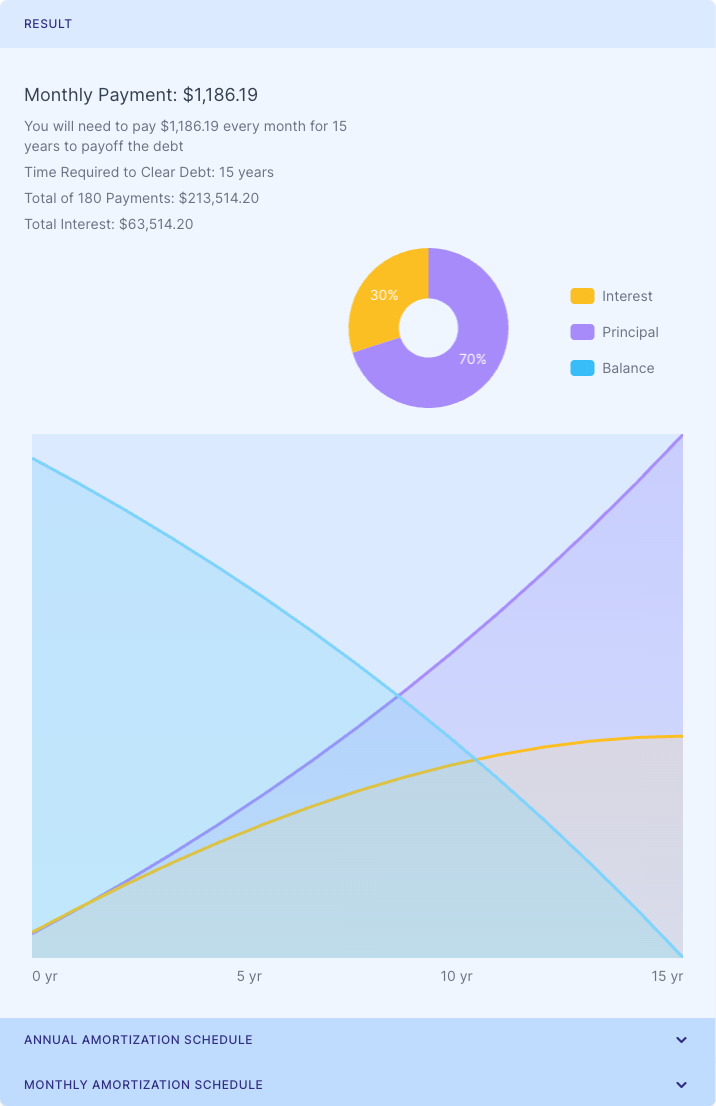 RESULT
Monthly Payment: $1,186.19
You will need to pay $1,186.19 every month for 15
years to payoff the debt
Time Required to Clear Debt: 15 years
Total of 180 Payments: $213,514.20
Total Interest: $63,514.20
30%
70%
Interest
Principal
Balance
0 yr
5 yr
10 yr
15 yr
ANNUAL AMORTIZATION SCHEDULE
MONTHLY AMORTIZATION SCHEDULE